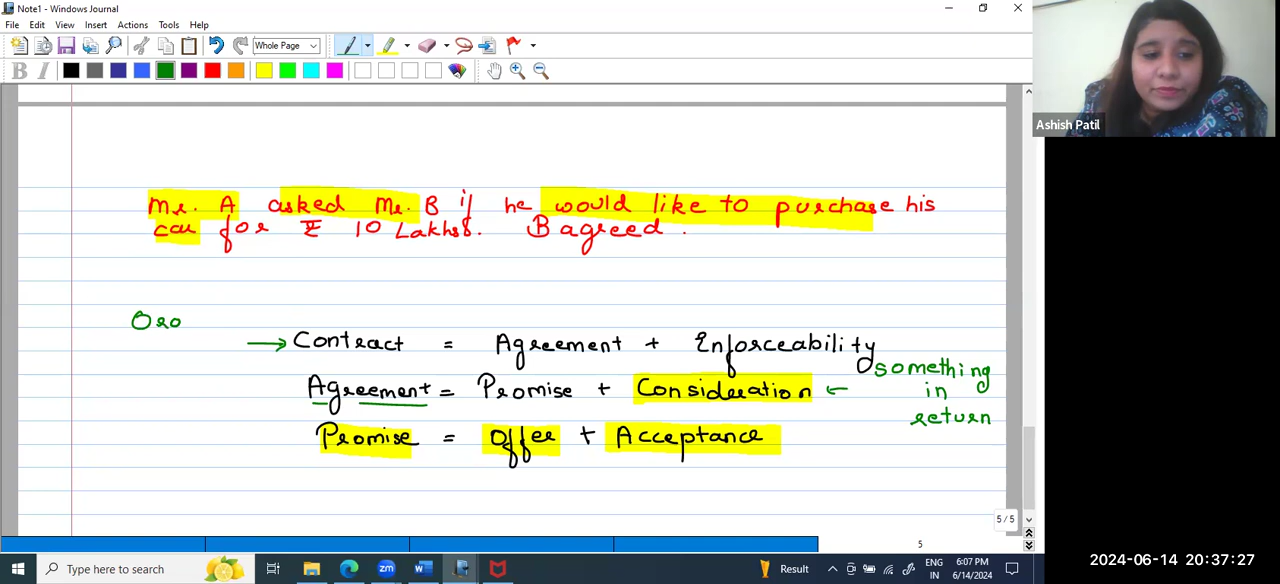 Note1 - Windows Journal
File Edit View Insert Actions Tools Help
Whole Page
B I
Ashish Patil
Mr. A asked Mr. B if he would like to purchase his
car for ₹ 10 Lakhs. B agreed.
Oro
→ Contract = Agreement + Enforceability
Agreement = Promise + Consideration ← something
in
return
Promise = Offer + Acceptance
5 / 5
5
Type here to search
zm
W
Result
ENG
IN
6:07 PM
6/14/2024
2024-06-14 20:37:27